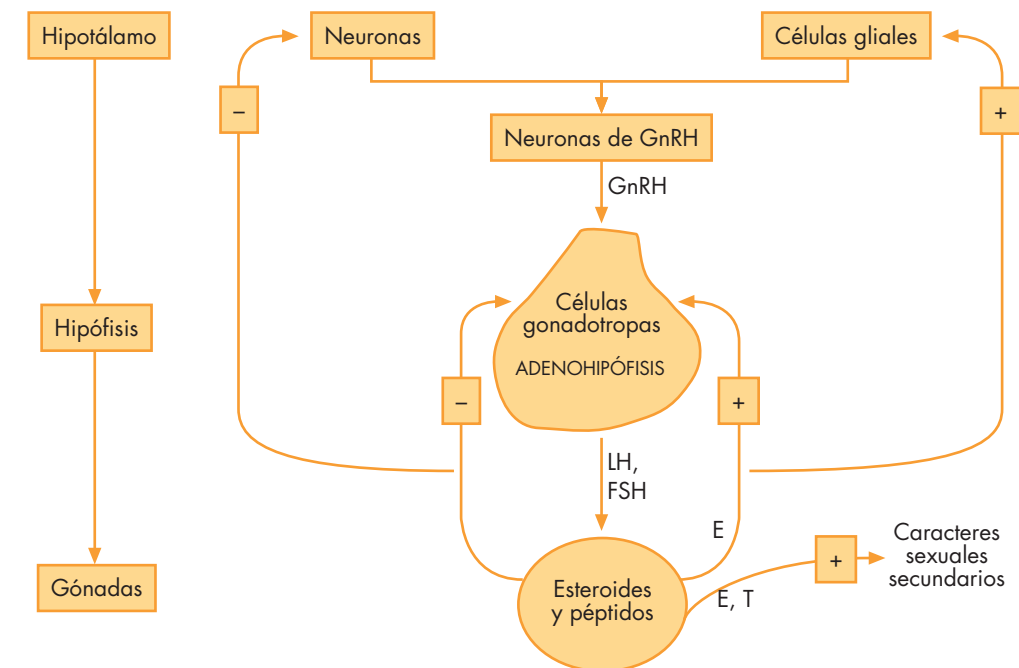 Hipotálamo
Neuronas
Células gliales
–
+
Neuronas de GnRH
GnRH
Hipófisis
Células
gonadotropas
ADENOHIPÓFISIS
–
+
LH,
FSH
E
Gónadas
Esteroides
y péptidos
E, T
+
Caracteres
sexuales
secundarios